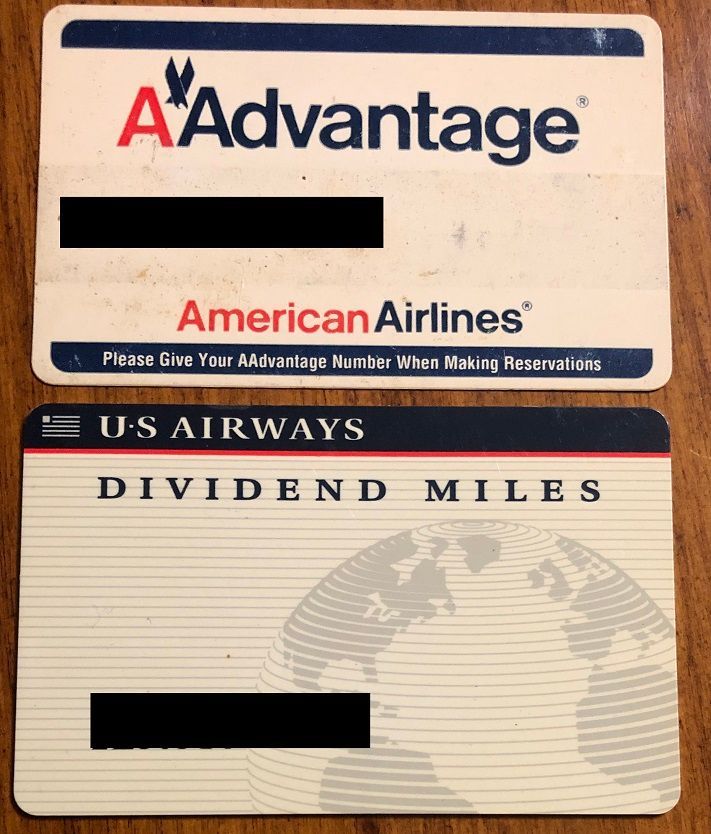 AAdvantage®
American Airlines®
Please Give Your AAdvantage Number When Making Reservations
U·S AIRWAYS
DIVIDEND MILES